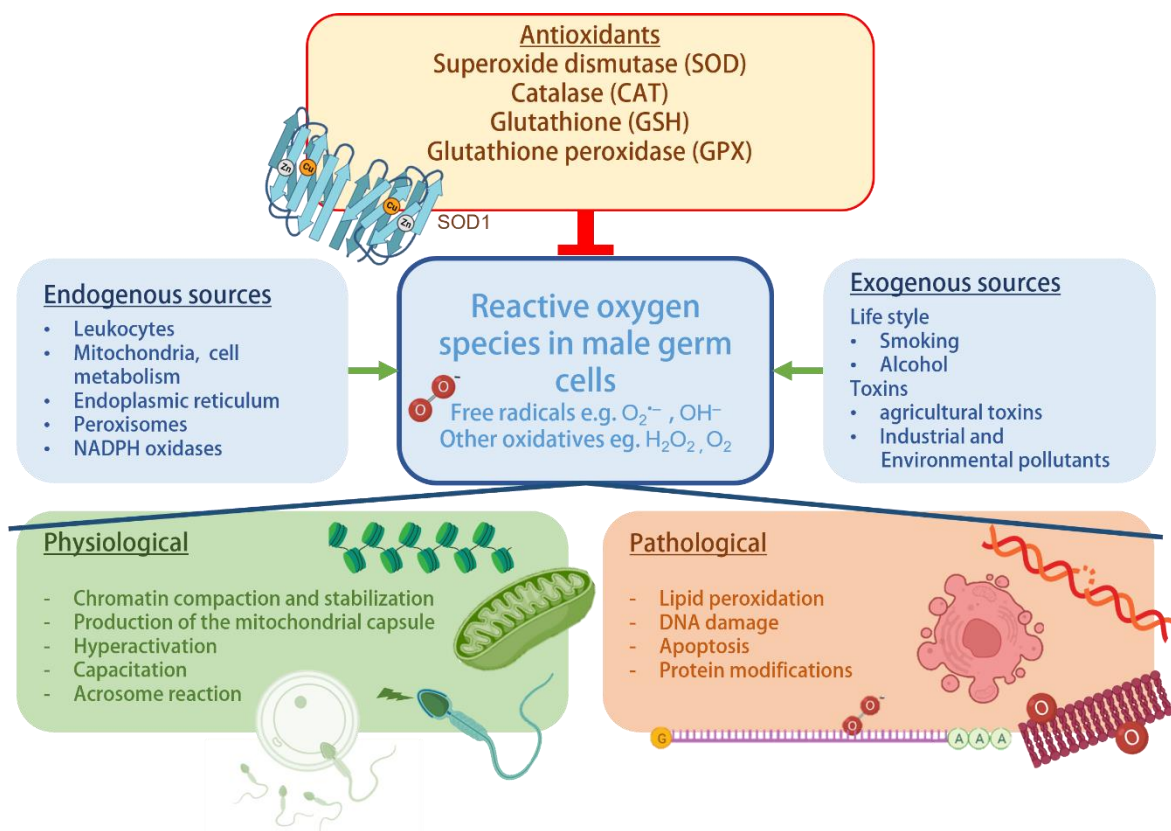 Antioxidants
Superoxide dismutase (SOD)
Catalase (CAT)
Glutathione (GSH)
Glutathione peroxidase (GPX)
Zn
Cu
Cu
Zn
SOD1
Endogenous sources
• Leukocytes
• Mitochondria, cell
metabolism
• Endoplasmic reticulum
• Peroxisomes
• NADPH oxidases
Reactive oxygen
species in male germ
cells
Free radicals e.g. O₂•⁻ , OH⁻
Other oxidatives eg. H₂O₂ , O₂
O O -
Exogenous sources
Life style
• Smoking
• Alcohol
Toxins
• agricultural toxins
• Industrial and
Environmental pollutants
Physiological
- Chromatin compaction and stabilization
- Production of the mitochondrial capsule
- Hyperactivation
- Capacitation
- Acrosome reaction
Pathological
- Lipid peroxidation
- DNA damage
- Apoptosis
- Protein modifications
O O -
G
A A A
O
O